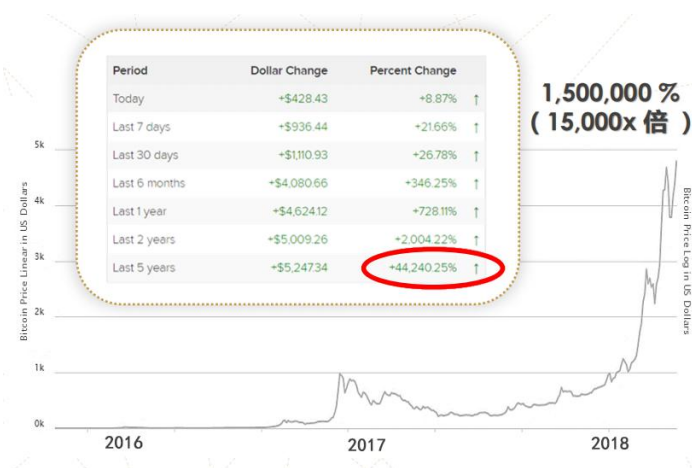 Period Dollar Change Percent Change
Today +$428.43 +8.87% ↑
Last 7 days +$936.44 +21.66% ↑
Last 30 days +$1,110.93 +26.78% ↑
Last 6 months +$4,080.66 +346.25% ↑
Last 1 year +$4,624.12 +728.11% ↑
Last 2 years +$5,009.26 +2,004.22% ↑
Last 5 years +$5,247.34 +44,240.25% ↑
1,500,000 %
( 15,000x 倍 )
Bitcoin Price Linear in US Dollars
5k
4k
3k
2k
1k
0k
Bitcoin Price Log in US Dollars
2016 2017 2018